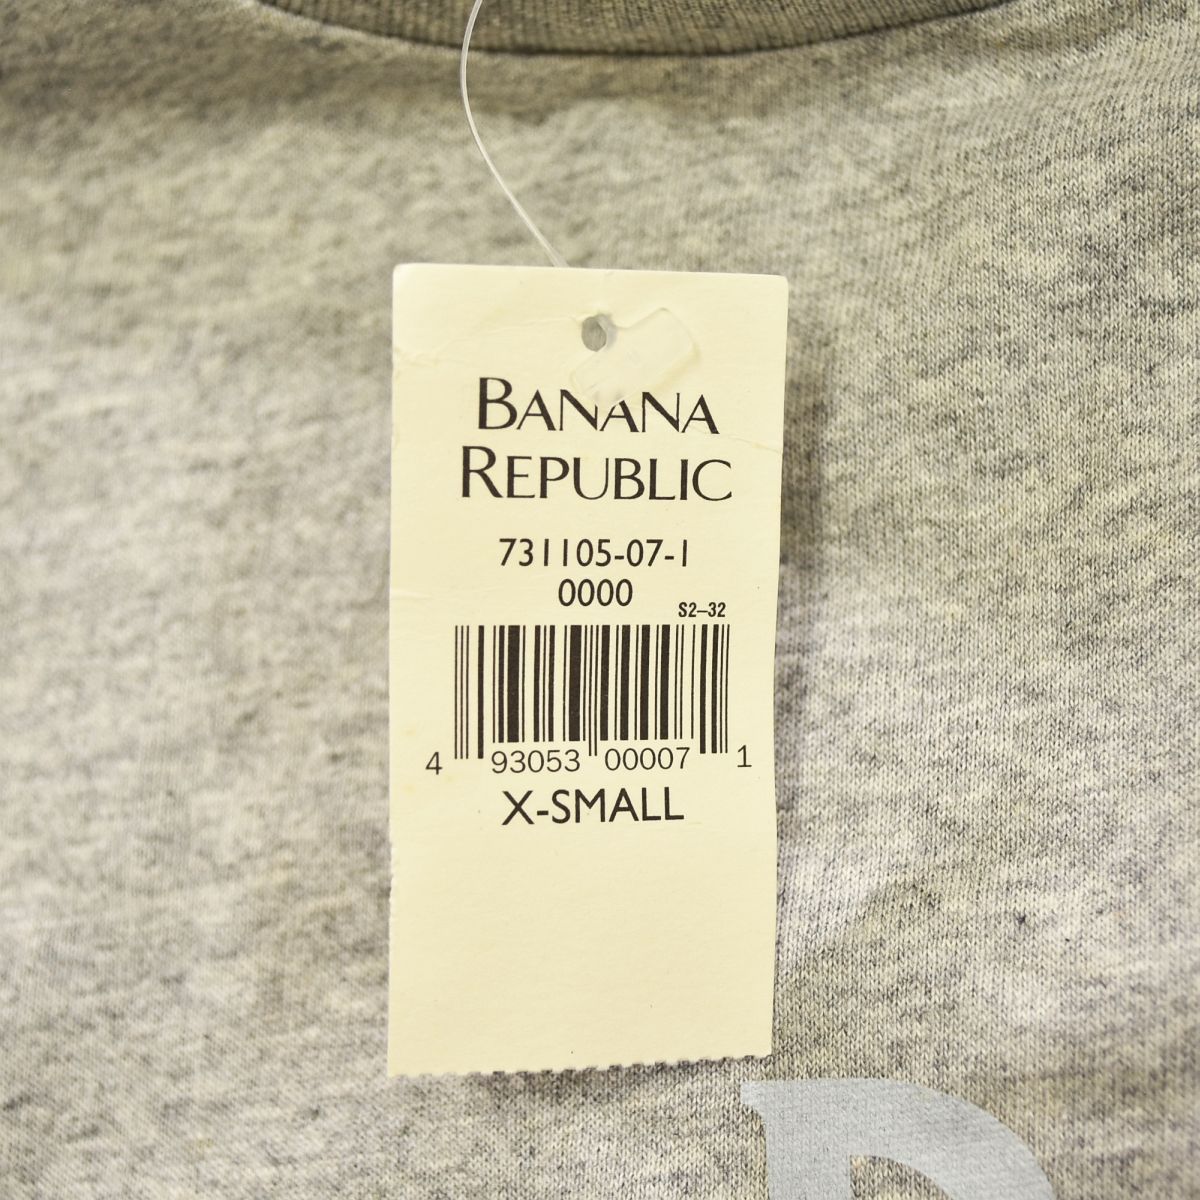 BANANA
REPUBLIC
731105-07-1
0000
S2–32
4 93053 00007 1
X-SMALL